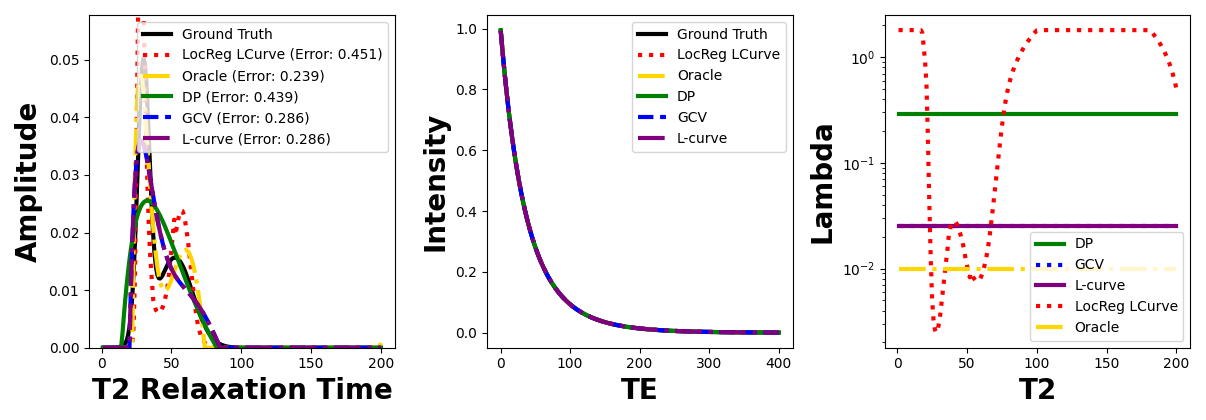 Amplitude
0.05
0.04
0.03
0.02
0.01
0.00
Ground Truth
LocReg LCurve (Error: 0.451)
Oracle (Error: 0.239)
DP (Error: 0.439)
GCV (Error: 0.286)
L-curve (Error: 0.286)
0 50 100 150 200
T2 Relaxation Time
Intensity
1.0
0.8
0.6
0.4
0.2
0.0
Ground Truth
LocReg LCurve
Oracle
DP
GCV
L-curve
0 100 200 300 400
TE
Lambda
10⁰
10⁻¹
10⁻²
DP
GCV
L-curve
LocReg LCurve
Oracle
0 50 100 150 200
T2